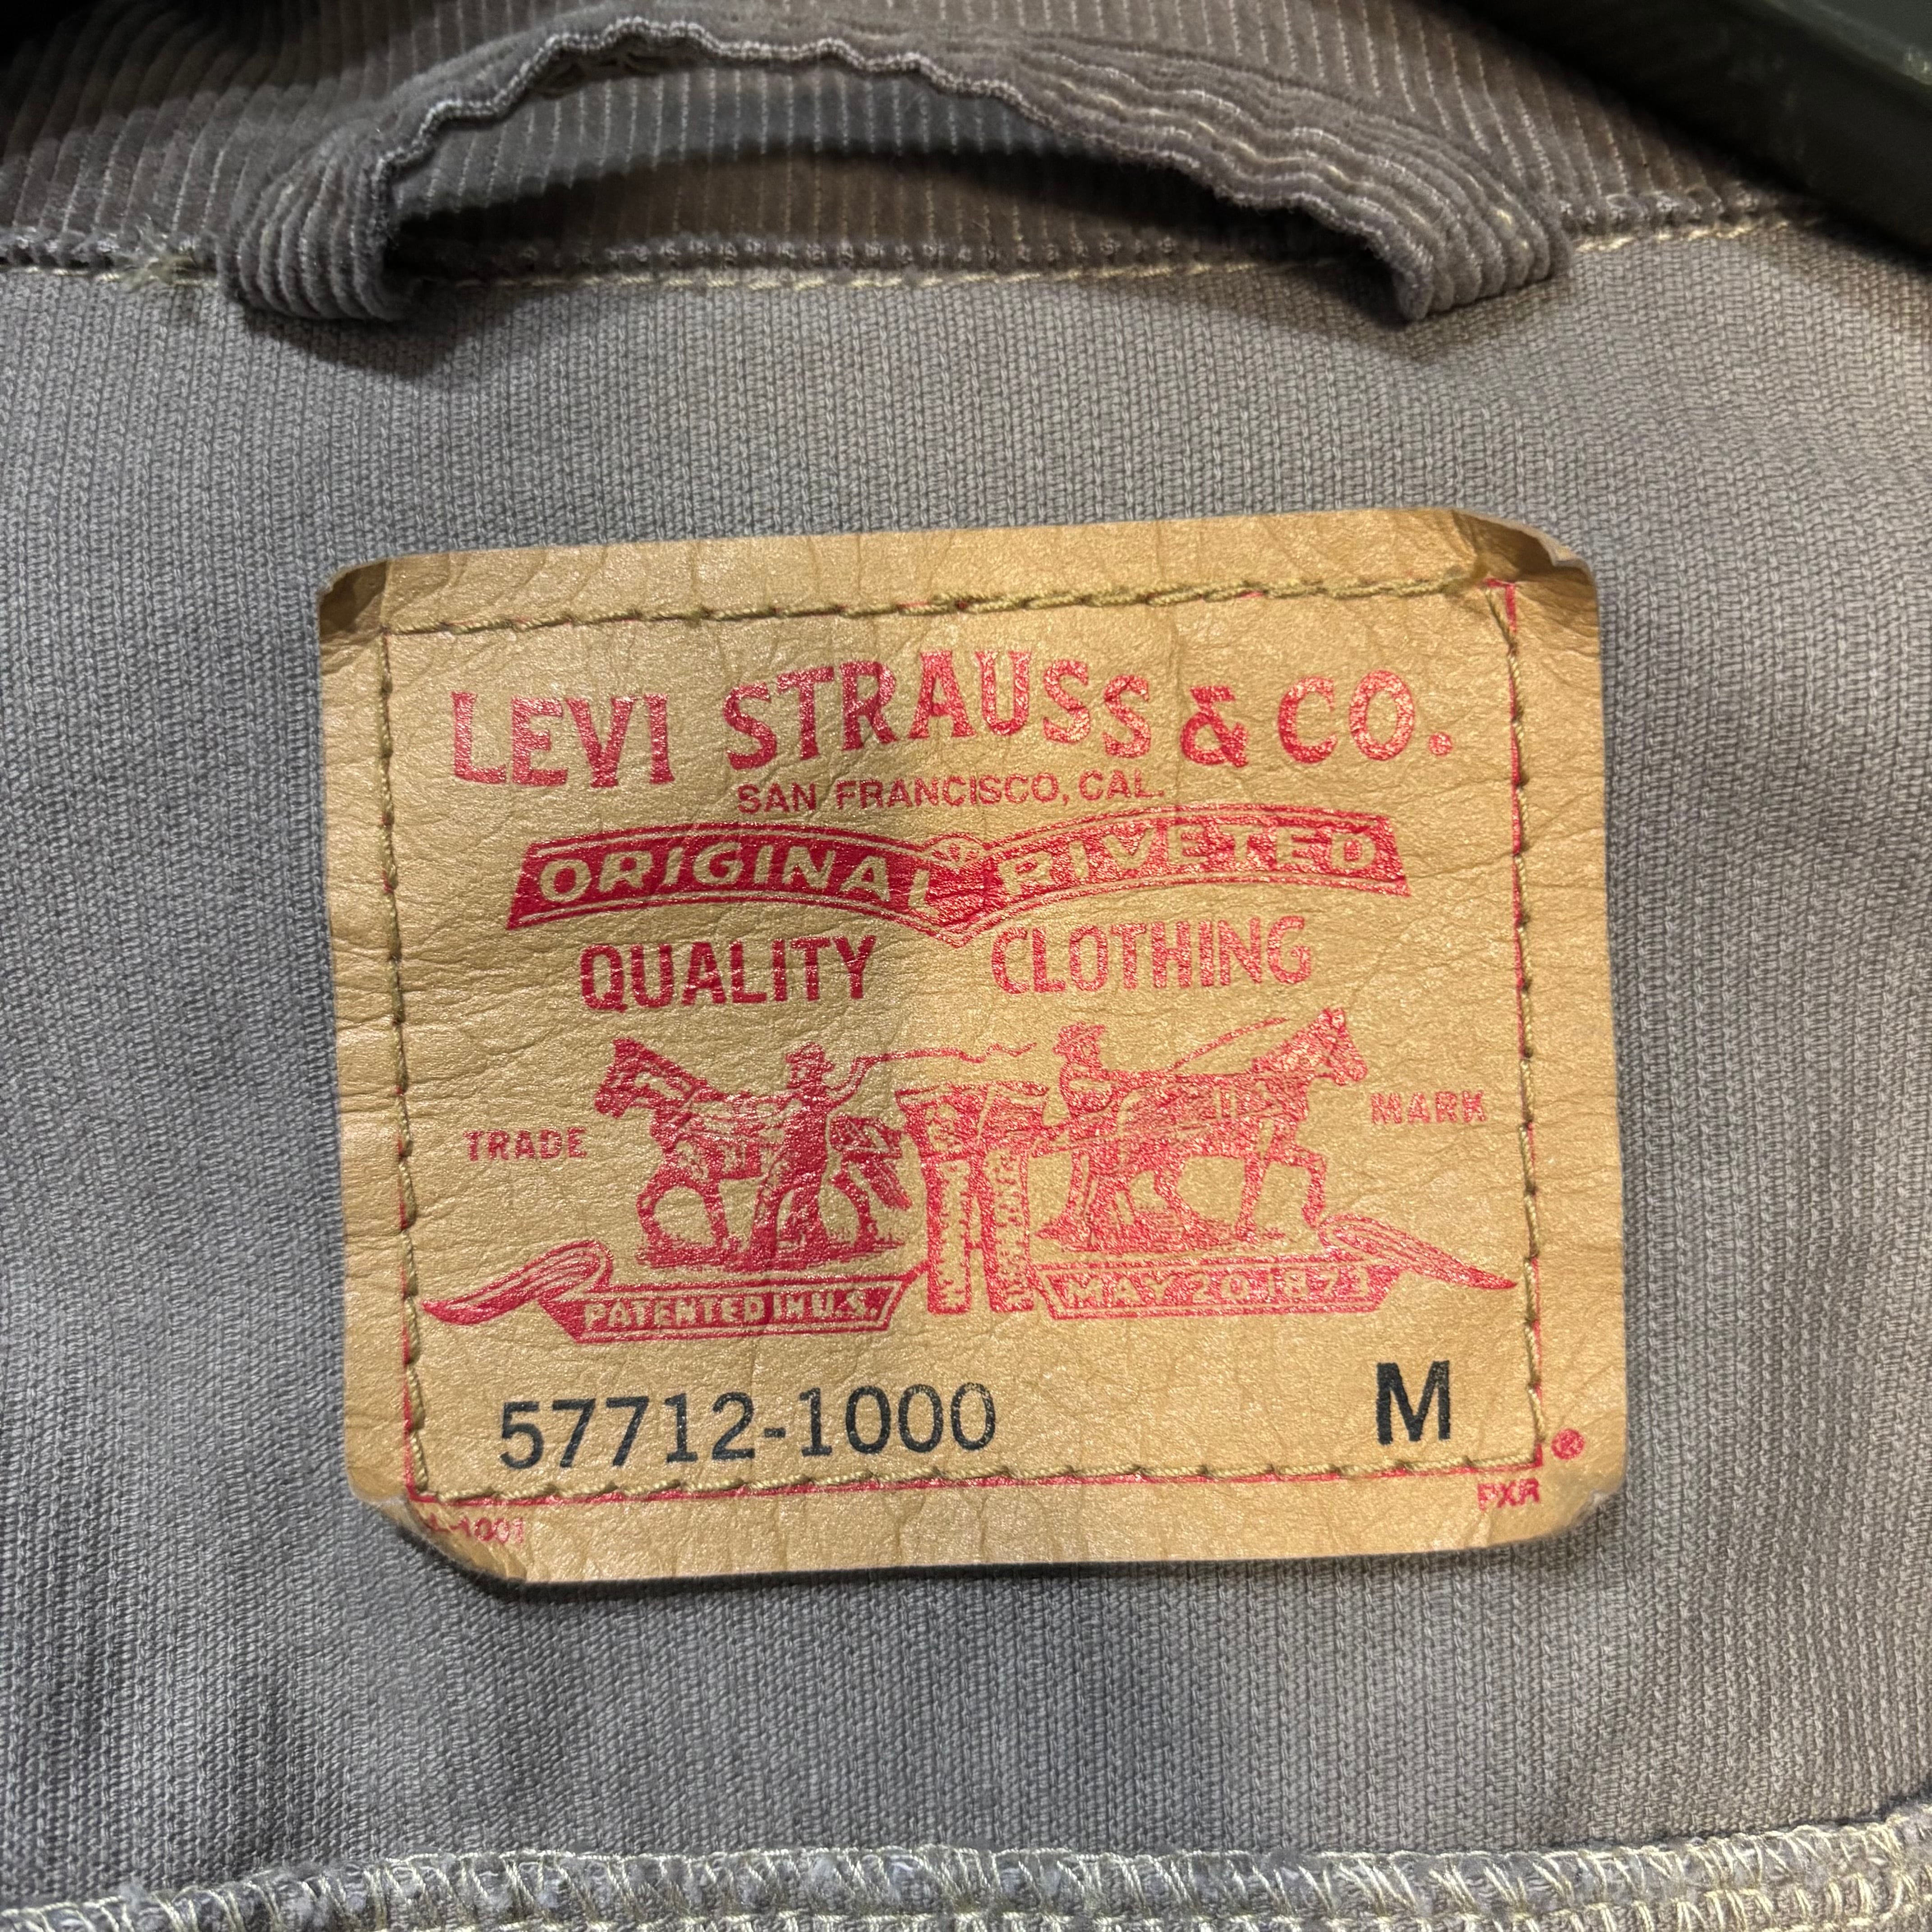 LEVI STRAUSS & CO.
SAN FRANCISCO, CAL.
ORIGINAL RIVETED
QUALITY CLOTHING
TRADE MARK
PATENTED IN U.S. MAY 20 1873
57712-1000 M
®
PXR